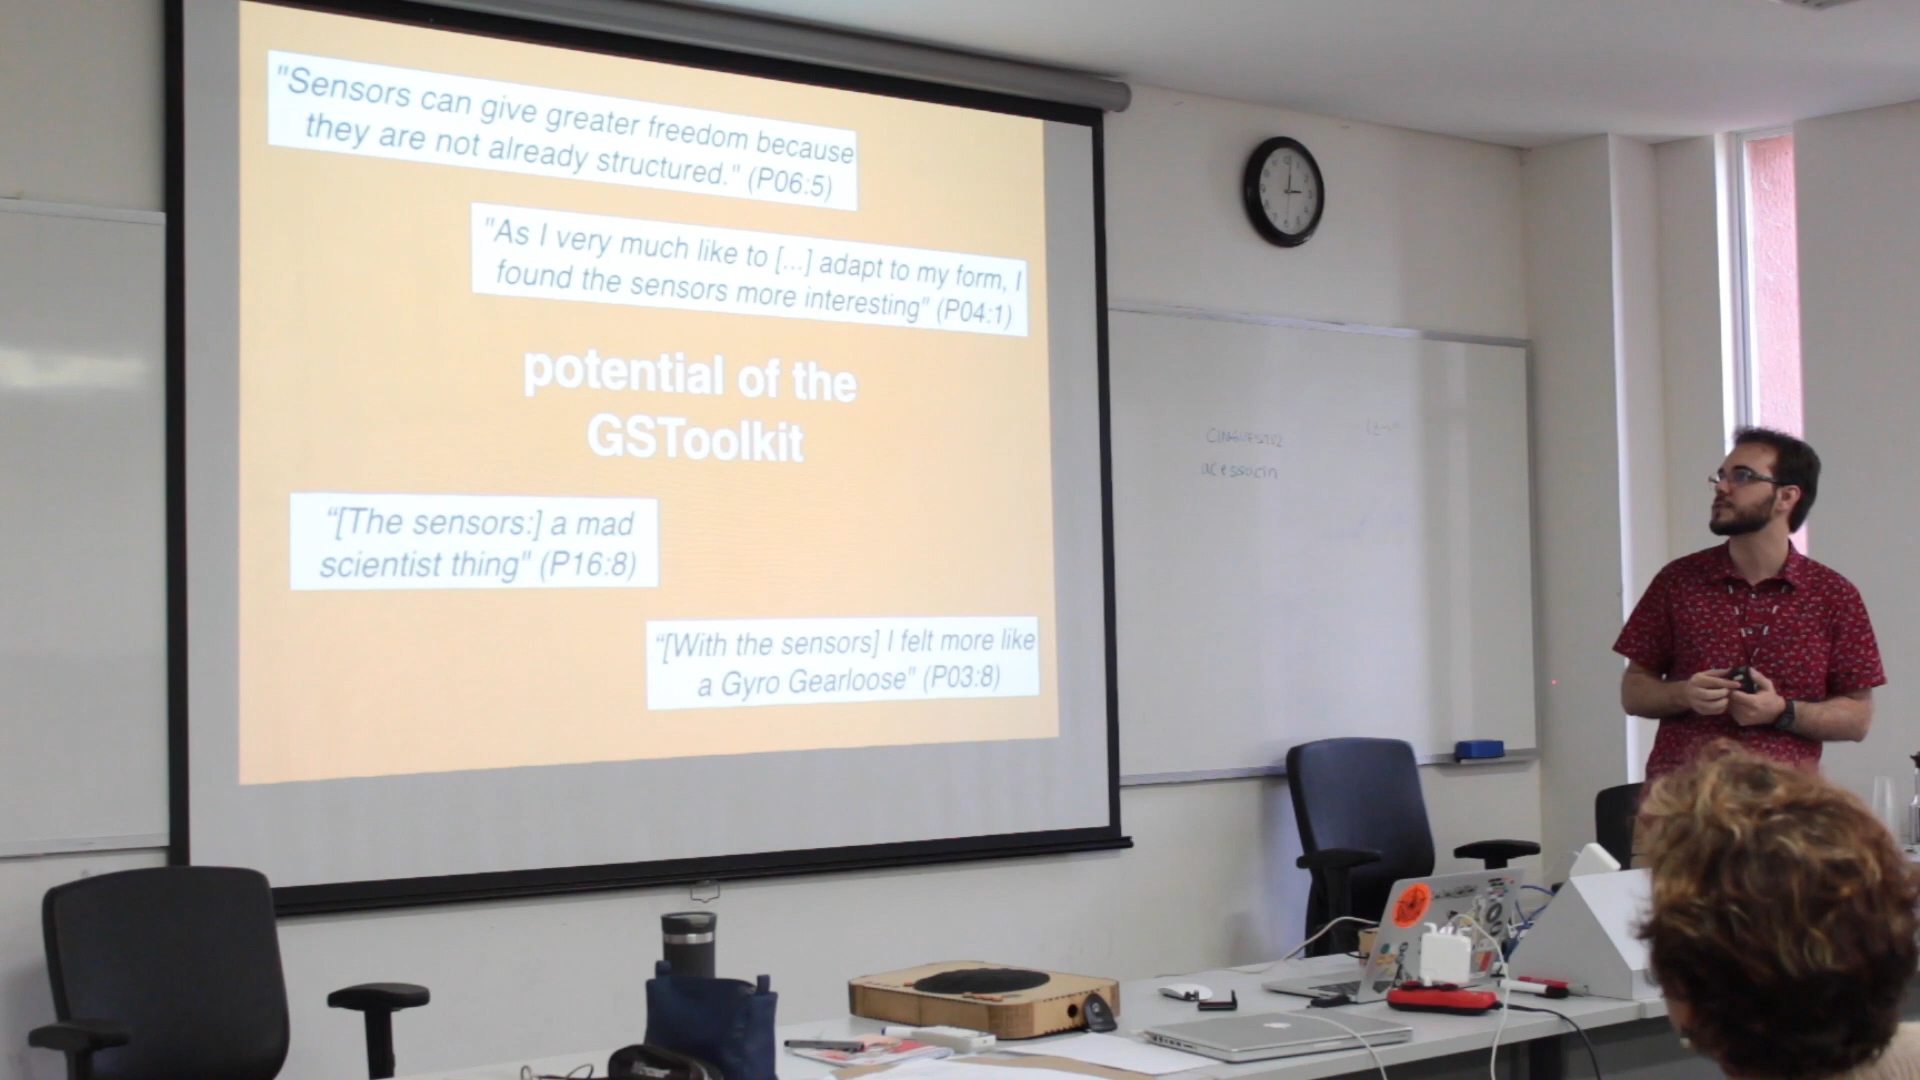 "Sensors can give greater freedom because
they are not already structured." (P06:5)
"As I very much like to [...] adapt to my form, I
found the sensors more interesting" (P04:1)
potential of the
GSToolkit
"[The sensors:] a mad
scientist thing" (P16:8)
"[With the sensors] I felt more like
a Gyro Gearloose" (P03:8)
acessocin